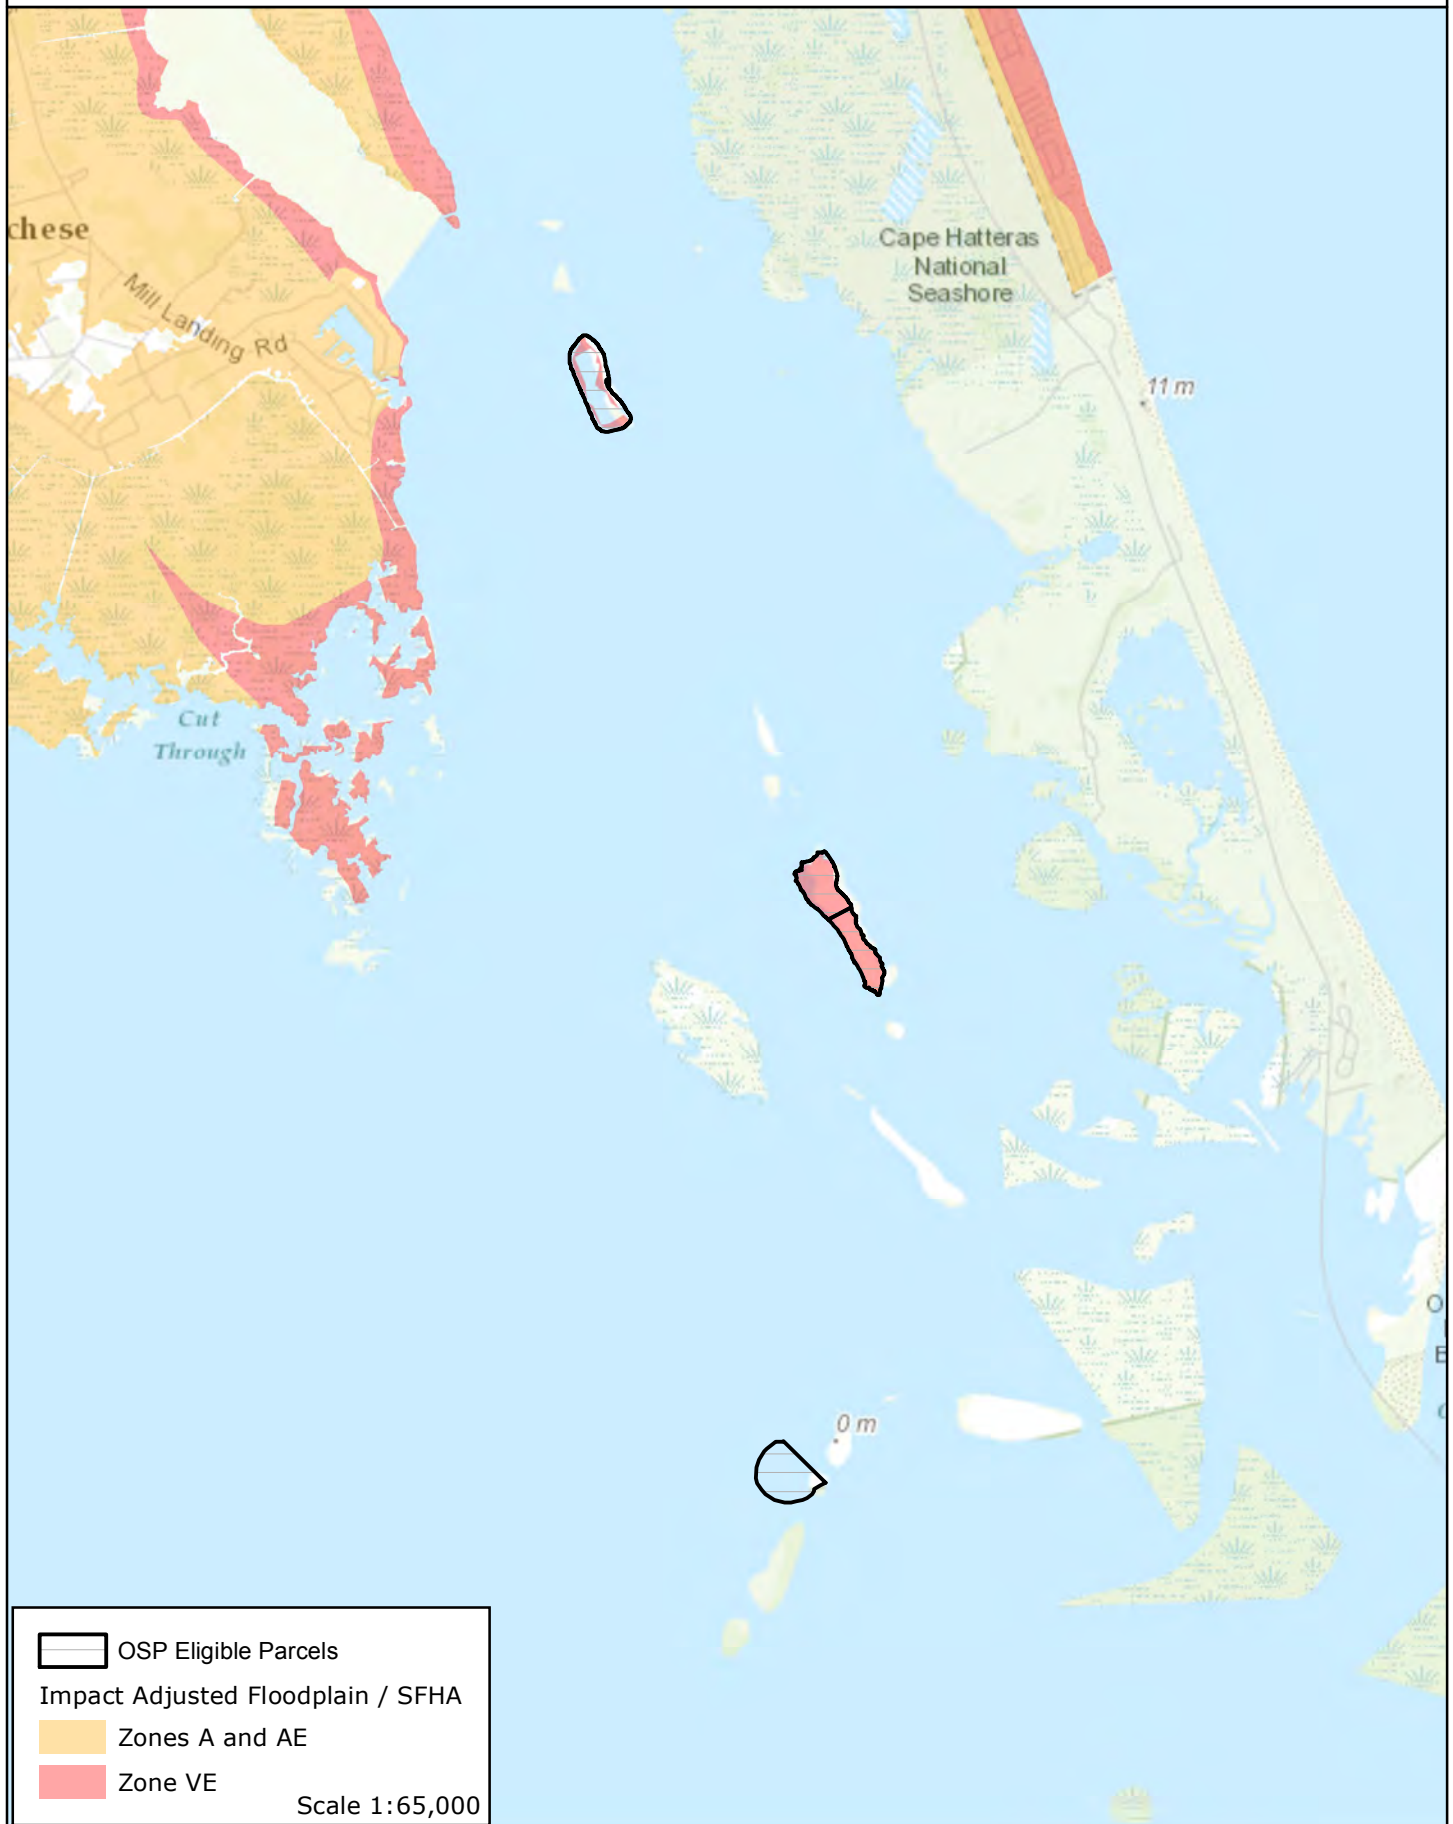 chese
Mill Landing Rd
Cape Hatteras
National
Seashore
11 m
Cut
Through
0 m
O
E
OSP Eligible Parcels
Impact Adjusted Floodplain / SFHA
Zones A and AE
Zone VE
Scale 1:65,000